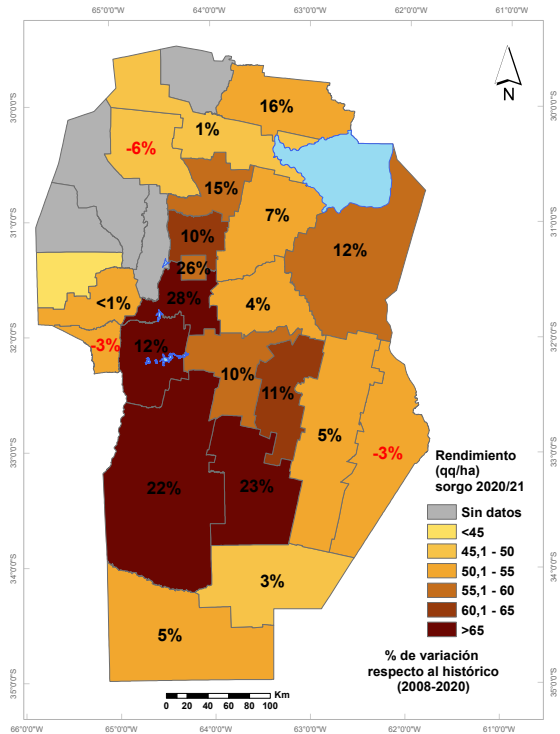 65°0'0"W 64°0'0"W 63°0'0"W 62°0'0"W 61°0'0"W
30°0'0"S 30°0'0"S
31°0'0"S 31°0'0"S
32°0'0"S 32°0'0"S
33°0'0"S 33°0'0"S
34°0'0"S 34°0'0"S
35°0'0"S 35°0'0"S
N
16%
1%
-6%
15%
7%
10%
12%
26%
28%
<1%
4%
-3%
12%
10%
11%
5%
-3%
22%
23%
3%
5%
Rendimiento
(qq/ha)
sorgo 2020/21
Sin datos
<45
45,1 - 50
50,1 - 55
55,1 - 60
60,1 - 65
>65
% de variación
respecto al histórico
(2008-2020)
Km
0 20 40 60 80 100
66°0'0"W 65°0'0"W 64°0'0"W 63°0'0"W 62°0'0"W 61°0'0"W